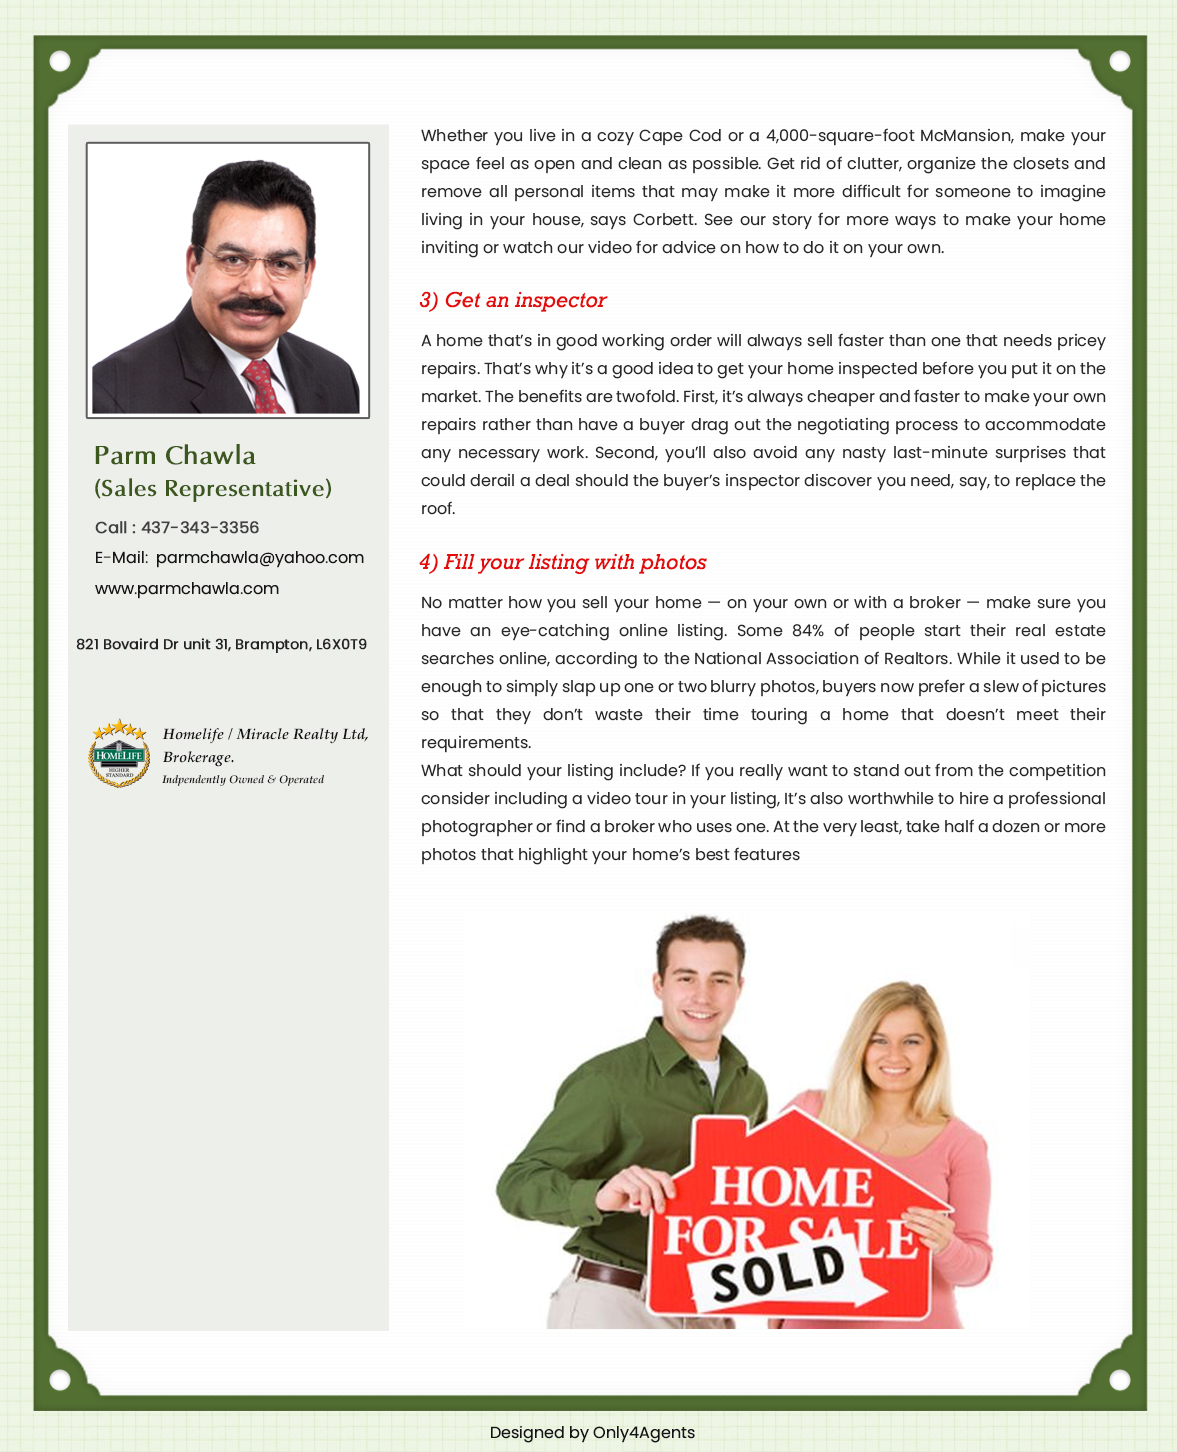 Parm Chawla
(Sales Representative)
Call : 437-343-3356
E-Mail: parmchawla@yahoo.com
www.parmchawla.com
821 Bovaird Dr unit 31, Brampton, L6X0T9
HOMELIFE
HIGHER
STANDARD
Homelife / Miracle Realty Ltd,
Brokerage.
Indpendently Owned & Operated
Whether you live in a cozy Cape Cod or a 4,000-square-foot McMansion, make your
space feel as open and clean as possible. Get rid of clutter, organize the closets and
remove all personal items that may make it more difficult for someone to imagine
living in your house, says Corbett. See our story for more ways to make your home
inviting or watch our video for advice on how to do it on your own.
3) Get an inspector
A home that’s in good working order will always sell faster than one that needs pricey
repairs. That’s why it’s a good idea to get your home inspected before you put it on the
market. The benefits are twofold. First, it’s always cheaper and faster to make your own
repairs rather than have a buyer drag out the negotiating process to accommodate
any necessary work. Second, you’ll also avoid any nasty last-minute surprises that
could derail a deal should the buyer’s inspector discover you need, say, to replace the
roof.
4) Fill your listing with photos
No matter how you sell your home — on your own or with a broker — make sure you
have an eye-catching online listing. Some 84% of people start their real estate
searches online, according to the National Association of Realtors. While it used to be
enough to simply slap up one or two blurry photos, buyers now prefer a slew of pictures
so that they don’t waste their time touring a home that doesn’t meet their
requirements.
What should your listing include? If you really want to stand out from the competition
consider including a video tour in your listing, It’s also worthwhile to hire a professional
photographer or find a broker who uses one. At the very least, take half a dozen or more
photos that highlight your home’s best features
HOME
FOR SALE
SOLD
Designed by Only4Agents